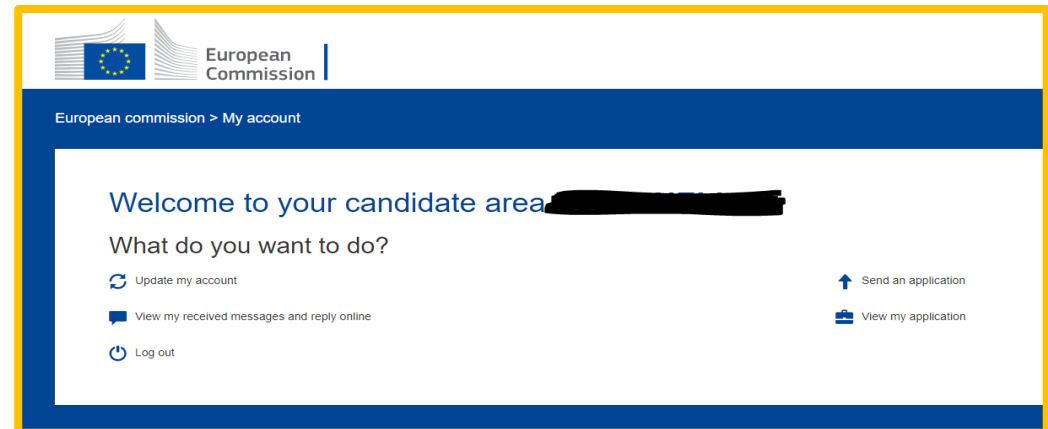 European
Commission
European commission > My account
Welcome to your candidate area
What do you want to do?
Update my account
Send an application
View my received messages and reply online
View my application
Log out